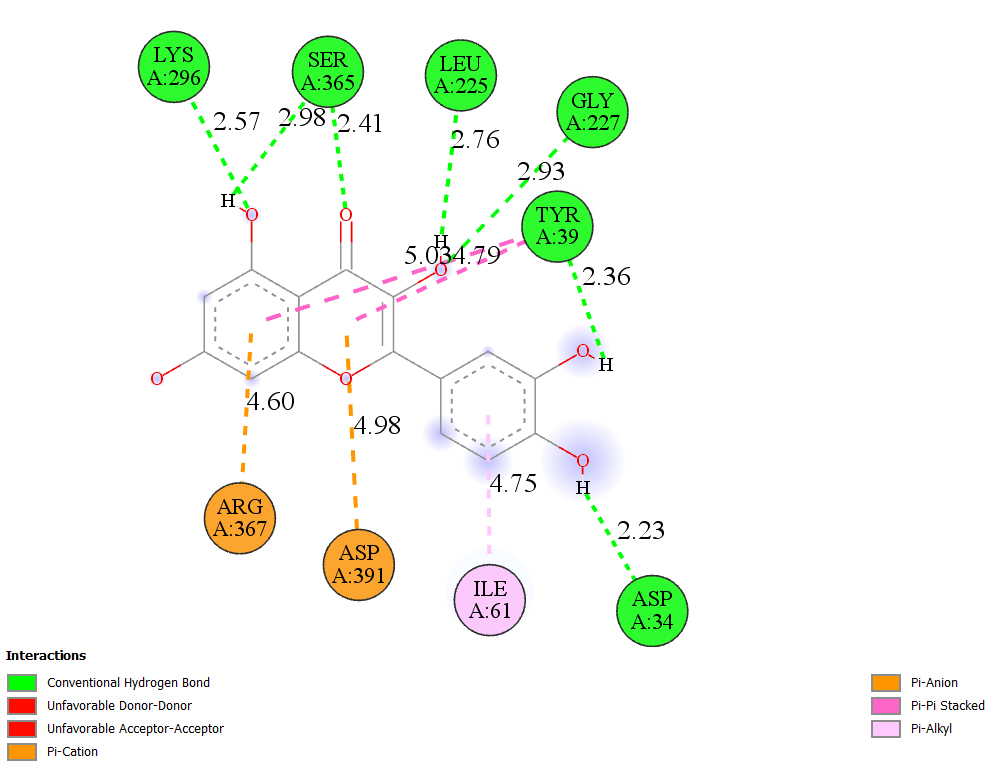 LYS
A:296
SER
A:365
LEU
A:225
GLY
A:227
2.57
2.98
2.41
2.76
2.93
TYR
A:39
H
O
O
H
O
5.03
4.79
2.36
O
H
O
O
4.60
4.98
O
H
4.75
2.23
ARG
A:367
ASP
A:391
ILE
A:61
ASP
A:34
Interactions
Conventional Hydrogen Bond
Unfavorable Donor-Donor
Unfavorable Acceptor-Acceptor
Pi-Cation
Pi-Anion
Pi-Pi Stacked
Pi-Alkyl